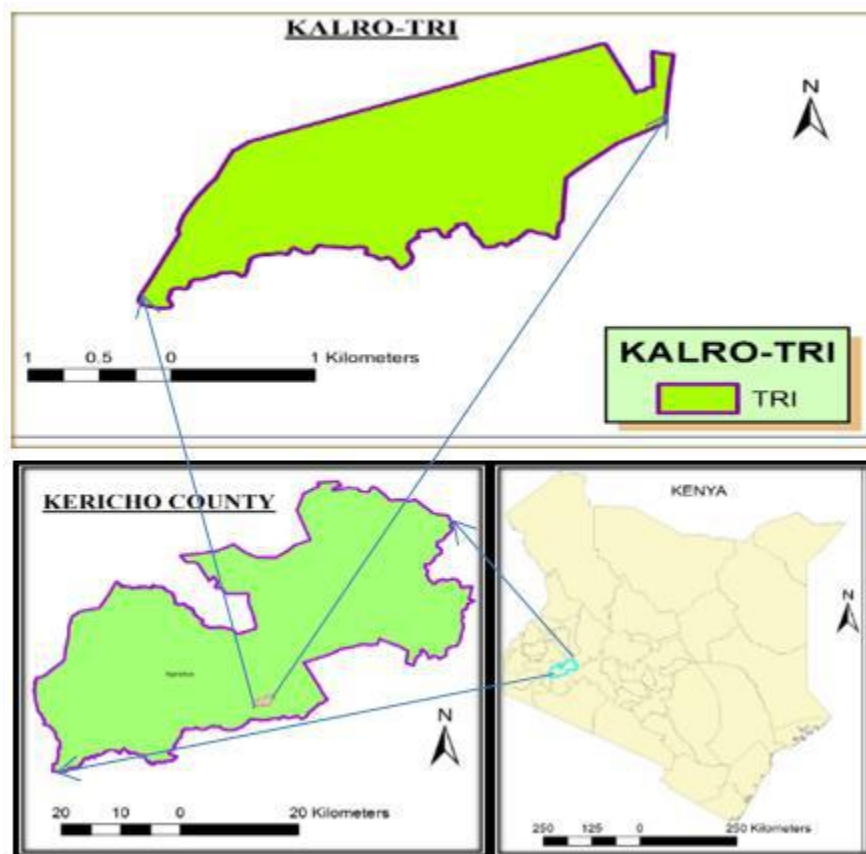 KALRO-TRI
N
1 0.5 0 1 Kilometers
KALRO-TRI
TRI
KERICHO COUNTY
N
20 10 0 20 Kilometers
KENYA
N
250 125 0 250 Kilometers